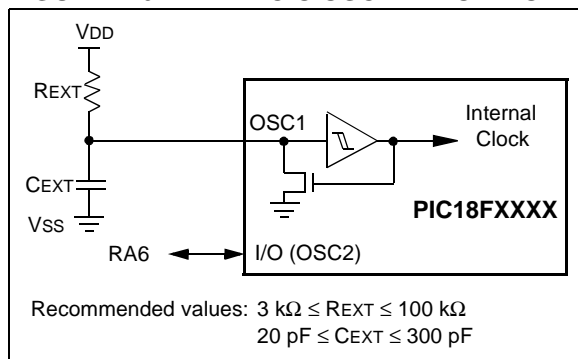 VDD
REXT
OSC1
Internal
Clock
CEXT
PIC18FXXXX
VSS
RA6
I/O (OSC2)
Recommended values: 3 kΩ ≤ REXT ≤ 100 kΩ
20 pF ≤ CEXT ≤ 300 pF